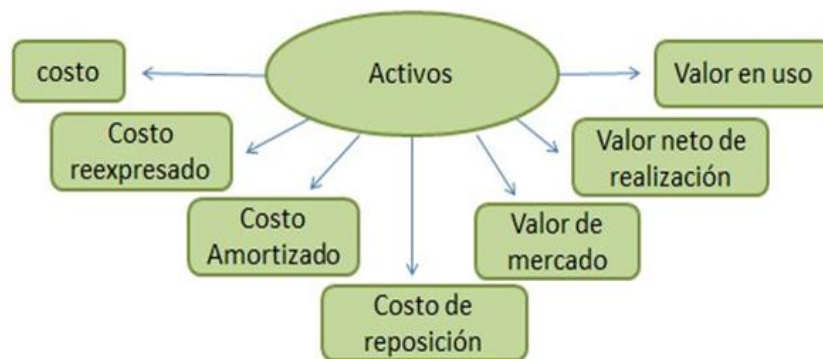 Activos
costo
Costo
reexpresado
Costo
Amortizado
Costo de
reposición
Valor de
mercado
Valor neto de
realización
Valor en uso